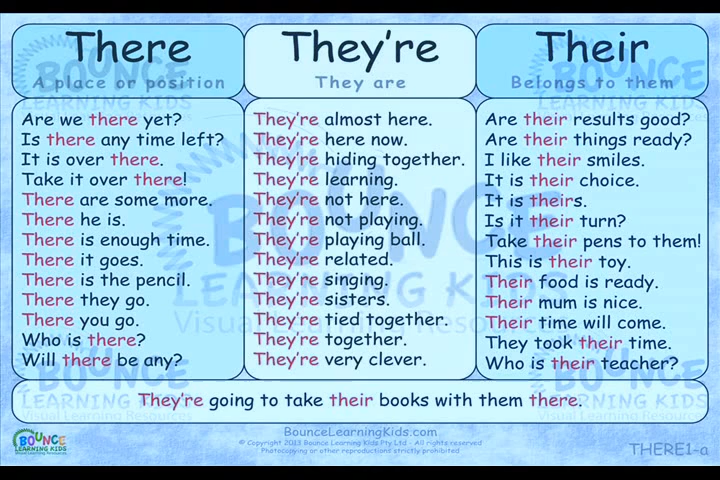 There
A place or position
Are we there yet?
Is there any time left?
It is over there.
Take it over there!
There are some more.
There he is.
There is enough time.
There it goes.
There is the pencil.
There they go.
There you go.
Who is there?
Will there be any?
They're
They are
They're almost here.
They're here now.
They're hiding together.
They're learning.
They're not here.
They're not playing.
They're playing ball.
They're related.
They're singing.
They're sisters.
They're tied together.
They're together.
They're very clever.
Their
Belongs to them
Are their results good?
Are their things ready?
I like their smiles.
It is their choice.
It is theirs.
Is it their turn?
Take their pens to them!
This is their toy.
Their food is ready.
Their mum is nice.
Their time will come.
They took their time.
Who is their teacher?
They're going to take their books with them there.
BOUNCE
LEARNING KIDS
Visual Learning Resources
BounceLearningKids.com
© Copyright 2013 Bounce Learning Kids Pty Ltd - All rights reserved
Photocopying or other reproductions strictly prohibited
THERE1-a